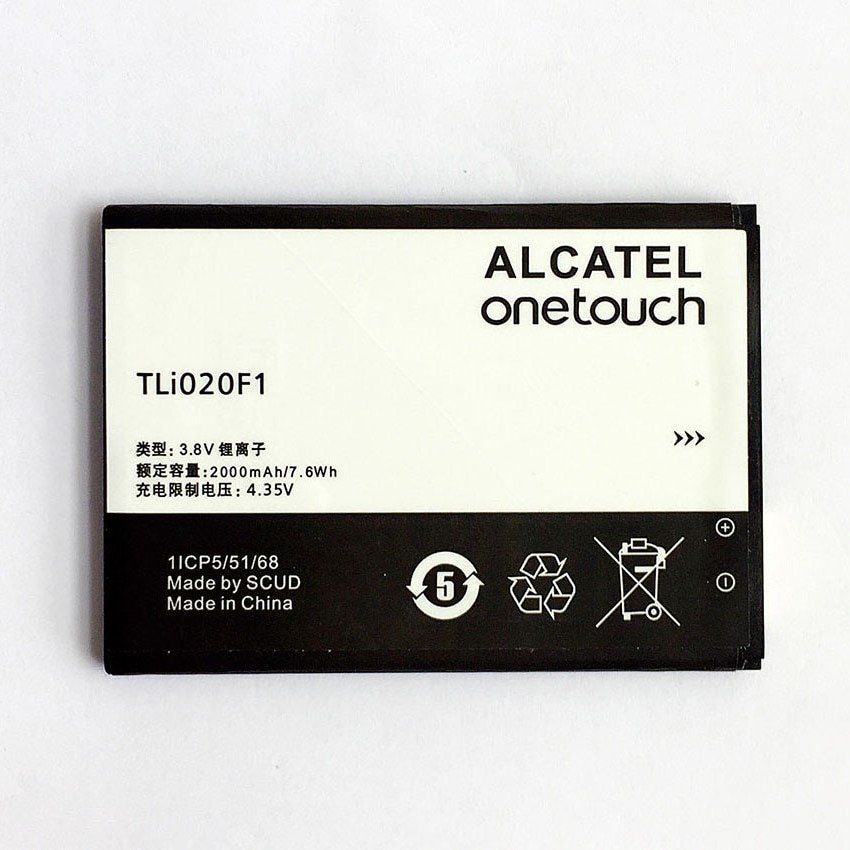 ALCATEL
onetouch
TLi020F1
类型: 3.8V 锂离子
额定容量:2000mAh/7.6Wh
充电限制电压: 4.35V
1ICP5/51/68
Made by SCUD
Made in China
5